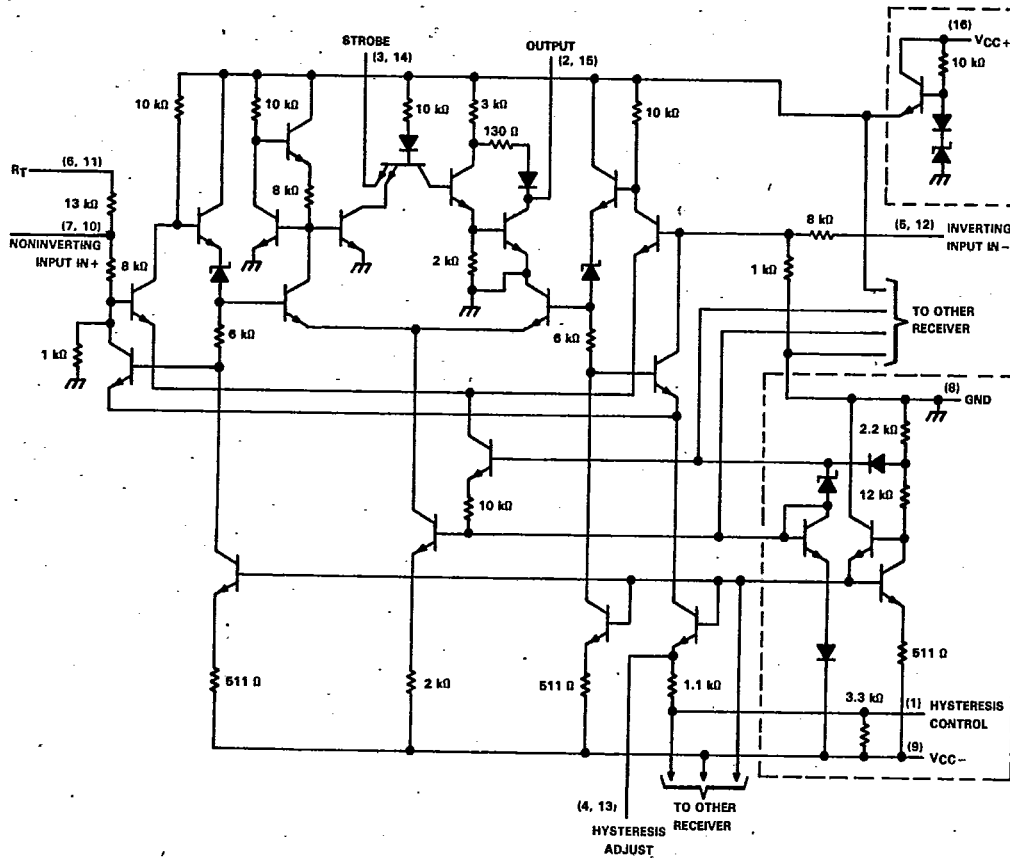 STROBE
(3, 14)
OUTPUT
(2, 15)
(16)
VCC+
10 kΩ
10 kΩ
10 kΩ
10 kΩ
3 kΩ
10 kΩ
130 Ω
RT
(6, 11)
13 kΩ
8 kΩ
(7, 10)
NONINVERTING
INPUT IN+
8 kΩ
2 kΩ
8 kΩ
(5, 12)
INVERTING
INPUT IN−
1 kΩ
TO OTHER
RECEIVER
6 kΩ
6 kΩ
1 kΩ
(8)
GND
2.2 kΩ
12 kΩ
10 kΩ
511 Ω
2 kΩ
511 Ω
1.1 kΩ
511 Ω
3.3 kΩ
(1)
HYSTERESIS
CONTROL
(9)
VCC−
(4, 13)
HYSTERESIS
ADJUST
TO OTHER
RECEIVER